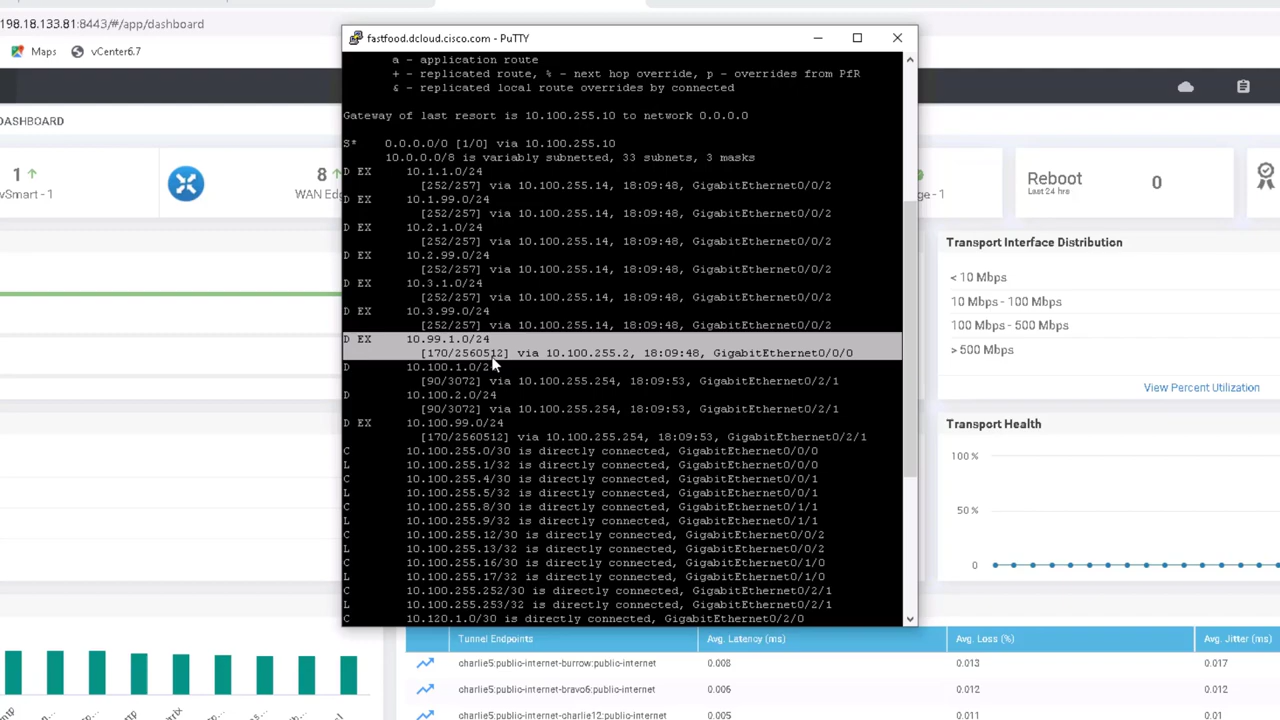 198.18.133.81:8443/#/app/dashboard
Maps
vCenter6.7
DASHBOARD
1
vSmart - 1
8
WAN Edg
ge - 1
Reboot
Last 24 hrs
0
fastfood.dcloud.cisco.com - PuTTY
a - application route
+ - replicated route, % - next hop override, p - overrides from PfR
& - replicated local route overrides by connected
Gateway of last resort is 10.100.255.10 to network 0.0.0.0
S* 0.0.0.0/0 [1/0] via 10.100.255.10
10.0.0.0/8 is variably subnetted, 33 subnets, 3 masks
D EX 10.1.1.0/24
[252/257] via 10.100.255.14, 18:09:48, GigabitEthernet0/0/2
D EX 10.1.99.0/24
[252/257] via 10.100.255.14, 18:09:48, GigabitEthernet0/0/2
D EX 10.2.1.0/24
[252/257] via 10.100.255.14, 18:09:48, GigabitEthernet0/0/2
D EX 10.2.99.0/24
[252/257] via 10.100.255.14, 18:09:48, GigabitEthernet0/0/2
D EX 10.3.1.0/24
[252/257] via 10.100.255.14, 18:09:48, GigabitEthernet0/0/2
D EX 10.3.99.0/24
[252/257] via 10.100.255.14, 18:09:48, GigabitEthernet0/0/2
D EX 10.99.1.0/24
[170/2560512] via 10.100.255.2, 18:09:48, GigabitEthernet0/0/0
D 10.100.1.0/2
[90/3072] via 10.100.255.254, 18:09:53, GigabitEthernet0/2/1
D 10.100.2.0/24
[90/3072] via 10.100.255.254, 18:09:53, GigabitEthernet0/2/1
D EX 10.100.99.0/24
[170/2560512] via 10.100.255.254, 18:09:53, GigabitEthernet0/2/1
C 10.100.255.0/30 is directly connected, GigabitEthernet0/0/0
L 10.100.255.1/32 is directly connected, GigabitEthernet0/0/0
C 10.100.255.4/30 is directly connected, GigabitEthernet0/0/1
L 10.100.255.5/32 is directly connected, GigabitEthernet0/0/1
C 10.100.255.8/30 is directly connected, GigabitEthernet0/1/1
L 10.100.255.9/32 is directly connected, GigabitEthernet0/1/1
C 10.100.255.12/30 is directly connected, GigabitEthernet0/0/2
L 10.100.255.13/32 is directly connected, GigabitEthernet0/0/2
C 10.100.255.16/30 is directly connected, GigabitEthernet0/1/0
L 10.100.255.17/32 is directly connected, GigabitEthernet0/1/0
C 10.100.255.252/30 is directly connected, GigabitEthernet0/2/1
L 10.100.255.253/32 is directly connected, GigabitEthernet0/2/1
C 10.120.1.0/30 is directly connected, GigabitEthernet0/2/0
Transport Interface Distribution
< 10 Mbps
10 Mbps - 100 Mbps
100 Mbps - 500 Mbps
> 500 Mbps
View Percent Utilization
Transport Health
100 %
50 %
0
Tunnel Endpoints Avg. Latency (ms) Avg. Loss (%) Avg. Jitter (ms)
charlie5:public-internet-burrow:public-internet 0.008 0.013 0.017
charlie5:public-internet-bravo6:public-internet 0.006 0.012 0.012
charlie5:public-internet-charlie12:public-internet 0.005 0.011 0.01